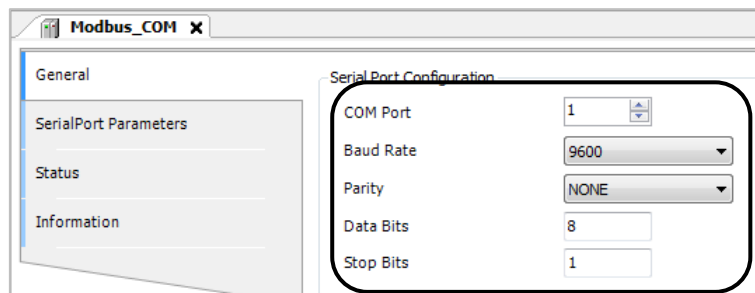 Modbus_COM
General
SerialPort Parameters
Status
Information
Serial Port Configuration
COM Port 1
Baud Rate 9600
Parity NONE
Data Bits 8
Stop Bits 1